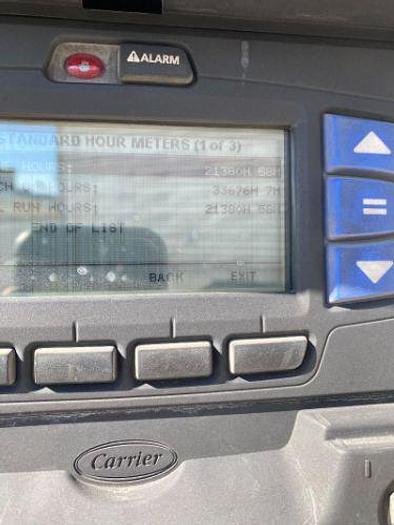 ALARM
STANDARD HOUR METERS (1 of 3)
HOURS: 21380H 58M
HOURS: 33676H 7M
RUN HOURS: 21380H 58M
END OF LIST
BACK EXIT
Carrier